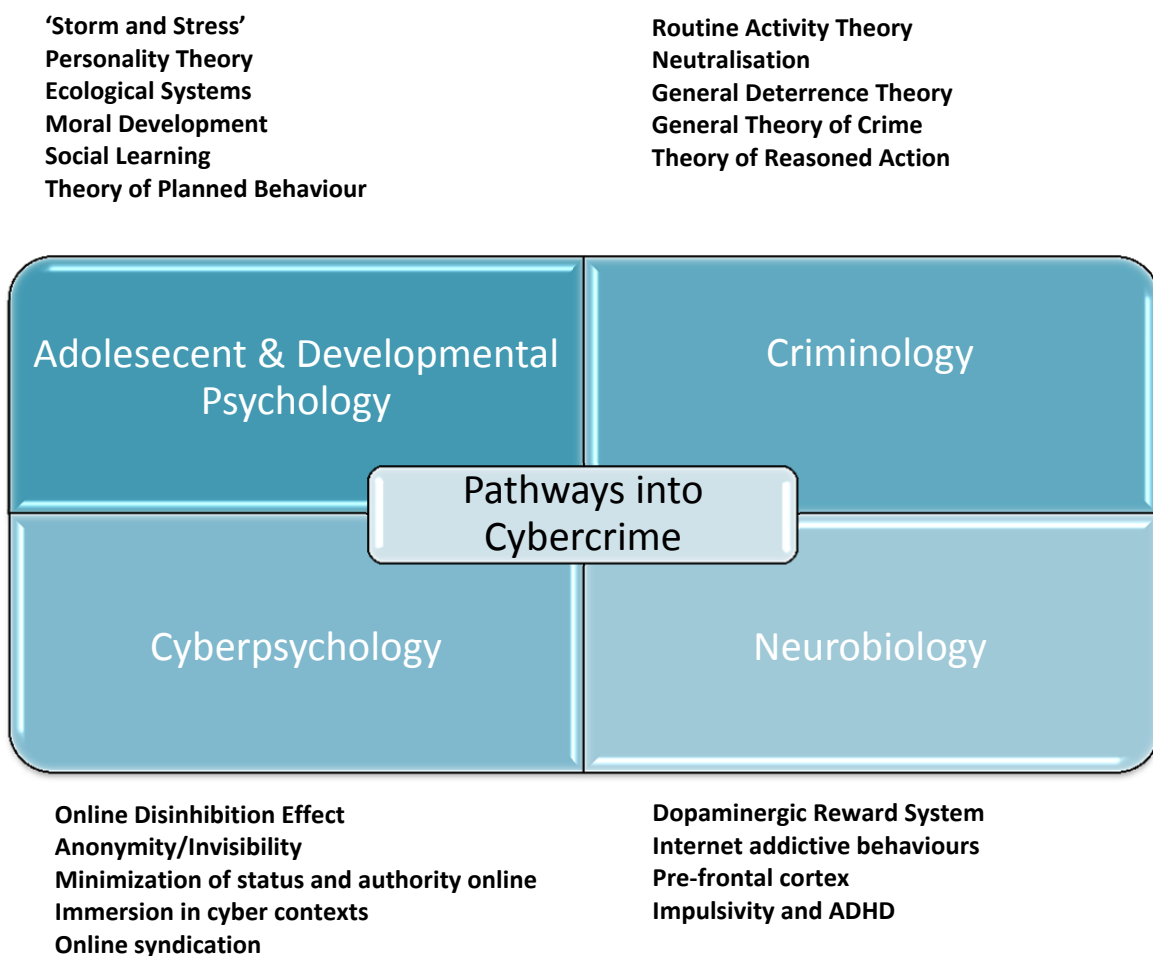 ‘Storm and Stress’
Personality Theory
Ecological Systems
Moral Development
Social Learning
Theory of Planned Behaviour
Routine Activity Theory
Neutralisation
General Deterrence Theory
General Theory of Crime
Theory of Reasoned Action
Adolesecent & Developmental
Psychology
Criminology
Pathways into
Cybercrime
Cyberpsychology
Neurobiology
Online Disinhibition Effect
Anonymity/Invisibility
Minimization of status and authority online
Immersion in cyber contexts
Online syndication
Dopaminergic Reward System
Internet addictive behaviours
Pre-frontal cortex
Impulsivity and ADHD